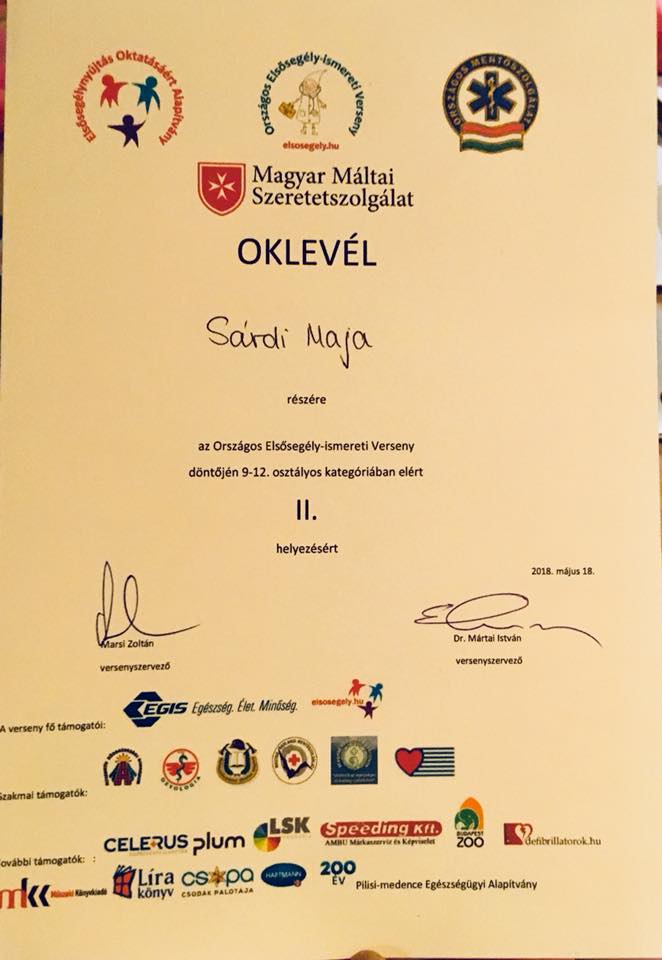 Elsősegélynyújtás Oktatásáért Alapítvány
Országos Elsősegély-ismereti Verseny
elsosegely.hu
ORSZÁGOS MENTŐSZOLGÁLAT
Magyar Máltai
Szeretetszolgálat
OKLEVÉL
Sárdi Maja
részére
az Országos Elsősegély-ismereti Verseny
döntőjén 9-12. osztályos kategóriában elért
II.
helyezésért
2018. május 18.
Marsi Zoltán
versenyszervező
Dr. Mártai István
versenyszervező
A verseny fő támogatói:
EGIS Egészség. Élet. Minőség.
elsosegely.hu
Szakmai támogatók:
További támogatók: :
CELERUS plum
LSK
Speeding Kft.
AMBU Márkaszerviz és Képviselet
BUDAPEST
ZOO
defibrillatorok.hu
mk
Műszaki Könyvkiadó
Líra
könyv
csopa
CSODÁK PALOTÁJA
HARTMANN
200
ÉV
Pilisi-medence Egészségügyi Alapítvány